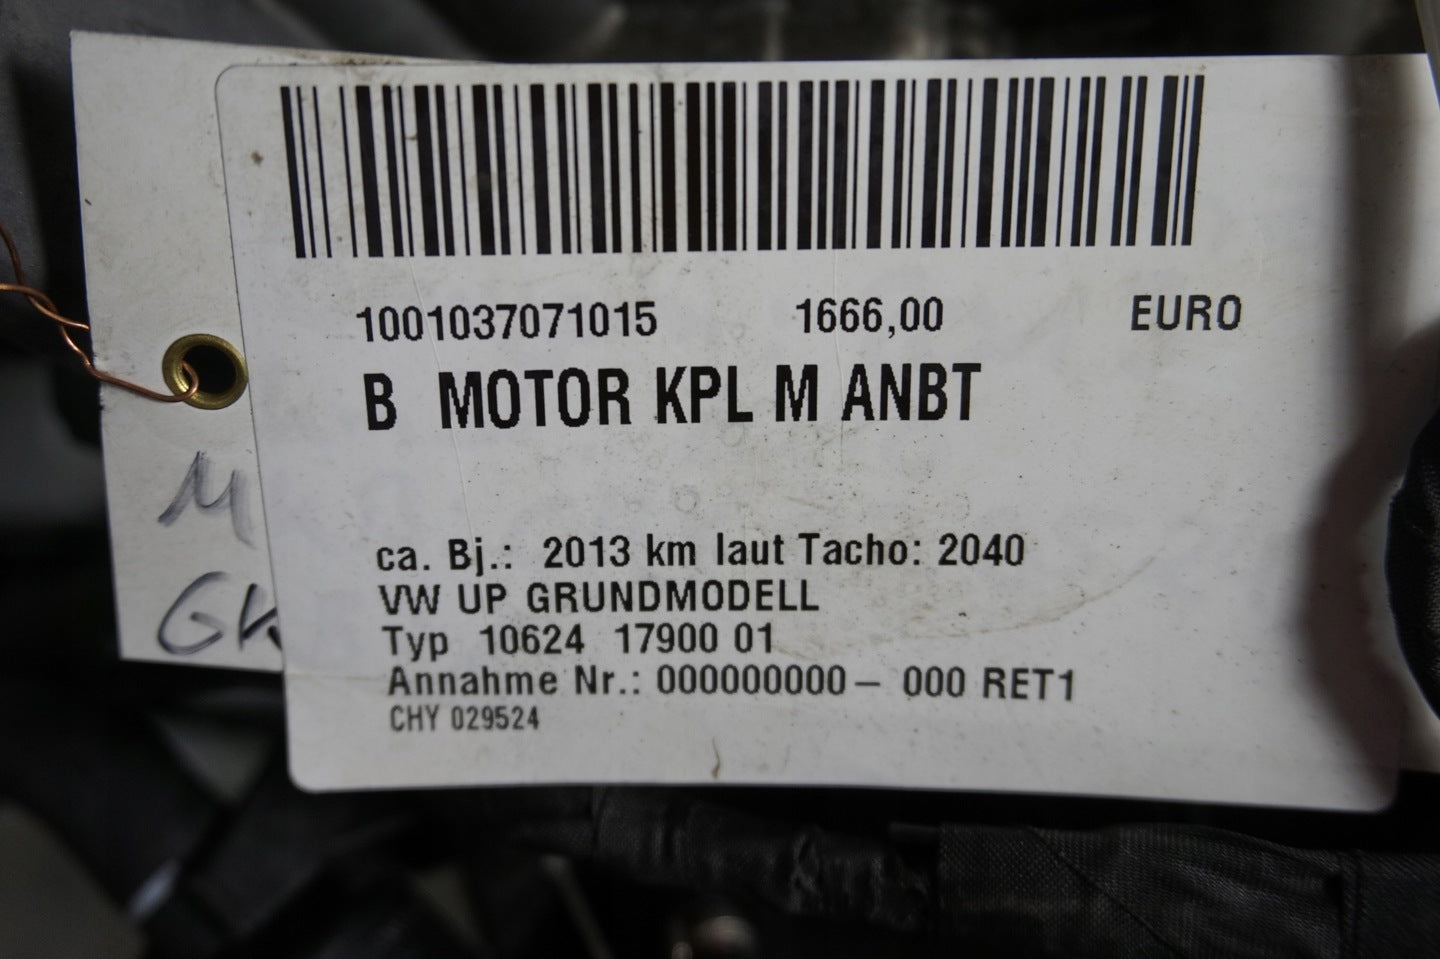 1001037071015 1666,00 EURO
B MOTOR KPL M ANBT
M
ca. Bj.: 2013 km laut Tacho: 2040
VW UP GRUNDMODELL
GK
Typ 10624 17900 01
Annahme Nr.: 000000000 - 000 RET1
CHY 029524